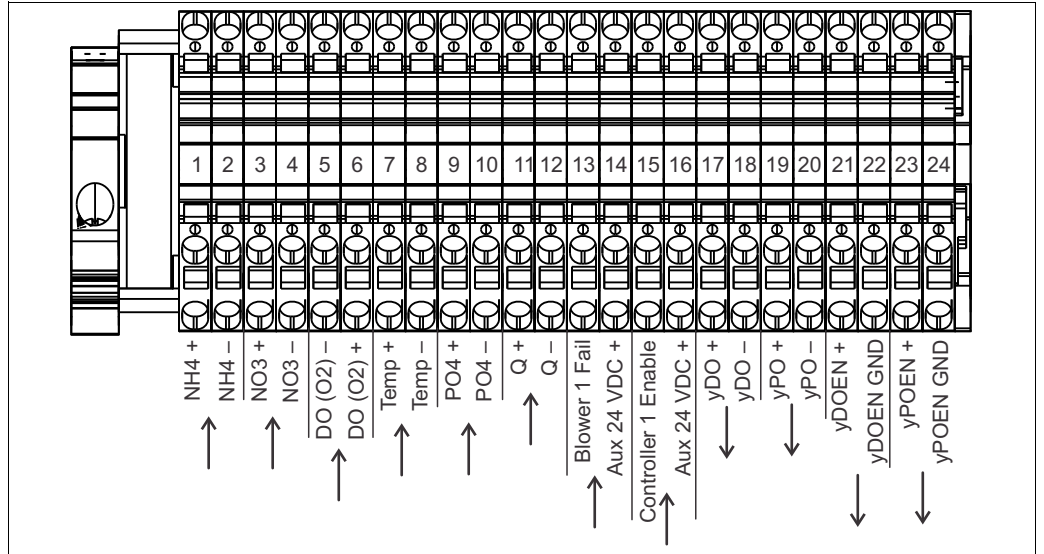 1 2 3 4 5 6 7 8 9 10 11 12 13 14 15 16 17 18 19 20 21 22 23 24
NH4 +
NH4 –
NO3 +
NO3 –
DO (O2) –
DO (O2) +
Temp +
Temp –
PO4 +
PO4 –
Q +
Q –
Blower 1 Fail
Aux 24 VDC +
Controller 1 Enable
Aux 24 VDC +
yDO +
yDO –
yPO +
yPO –
yDOEN +
yDOEN GND
yPOEN +
yPOEN GND